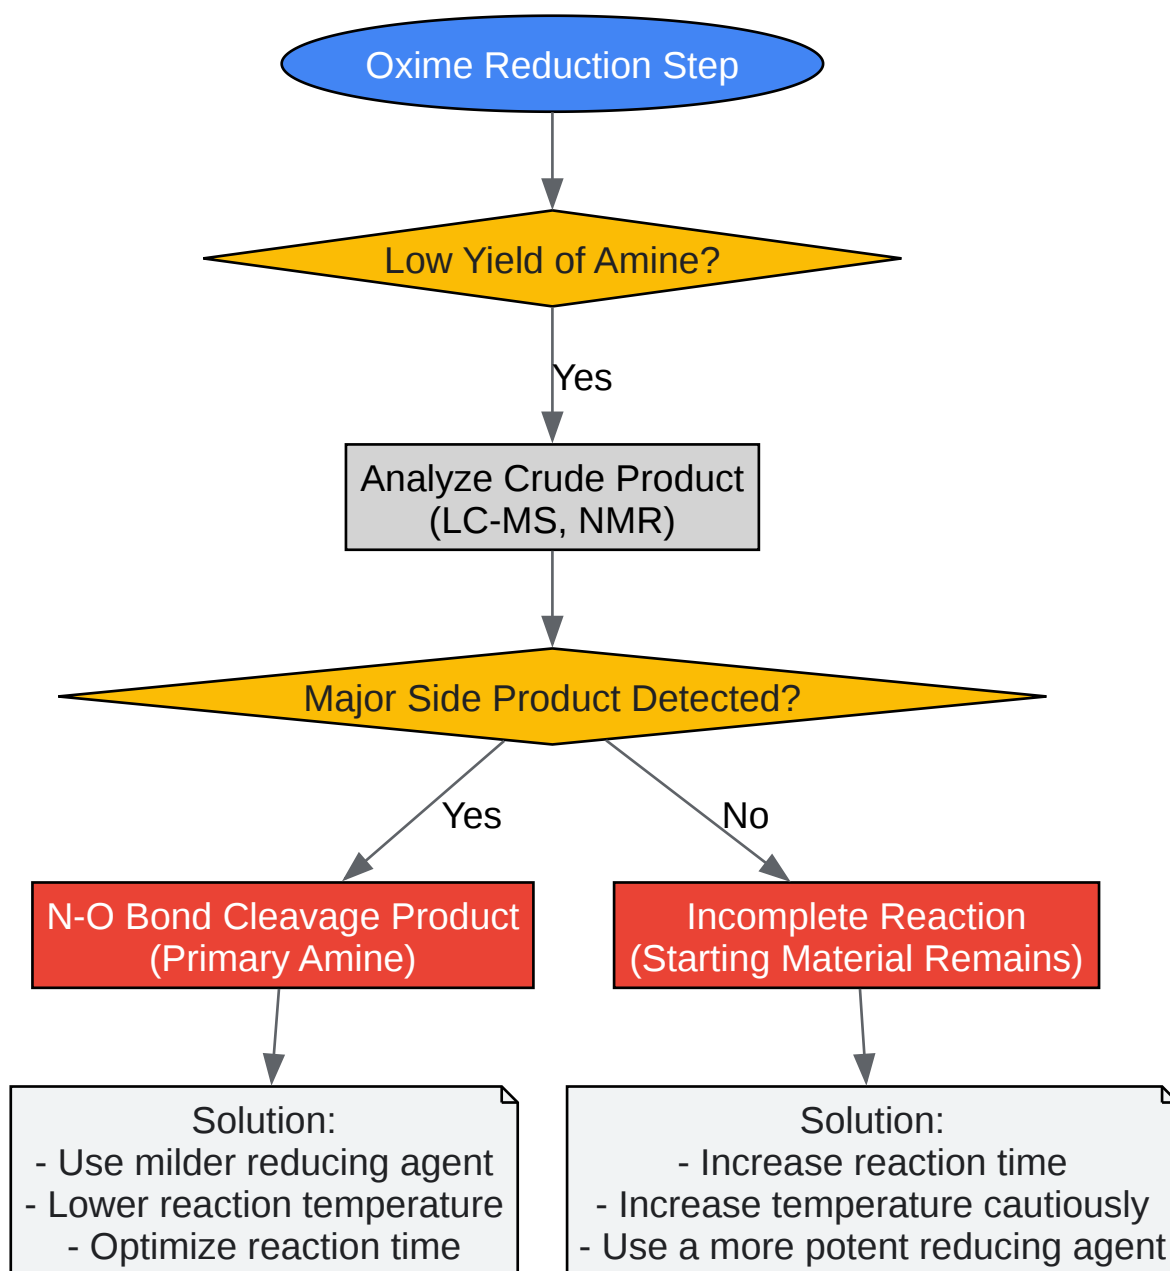 Oxime Reduction Step
Low Yield of Amine?
Yes
Analyze Crude Product
(LC-MS, NMR)
Major Side Product Detected?
Yes
No
N-O Bond Cleavage Product
(Primary Amine)
Incomplete Reaction
(Starting Material Remains)
Solution:
- Use milder reducing agent
- Lower reaction temperature
- Optimize reaction time
Solution:
- Increase reaction time
- Increase temperature cautiously
- Use a more potent reducing agent